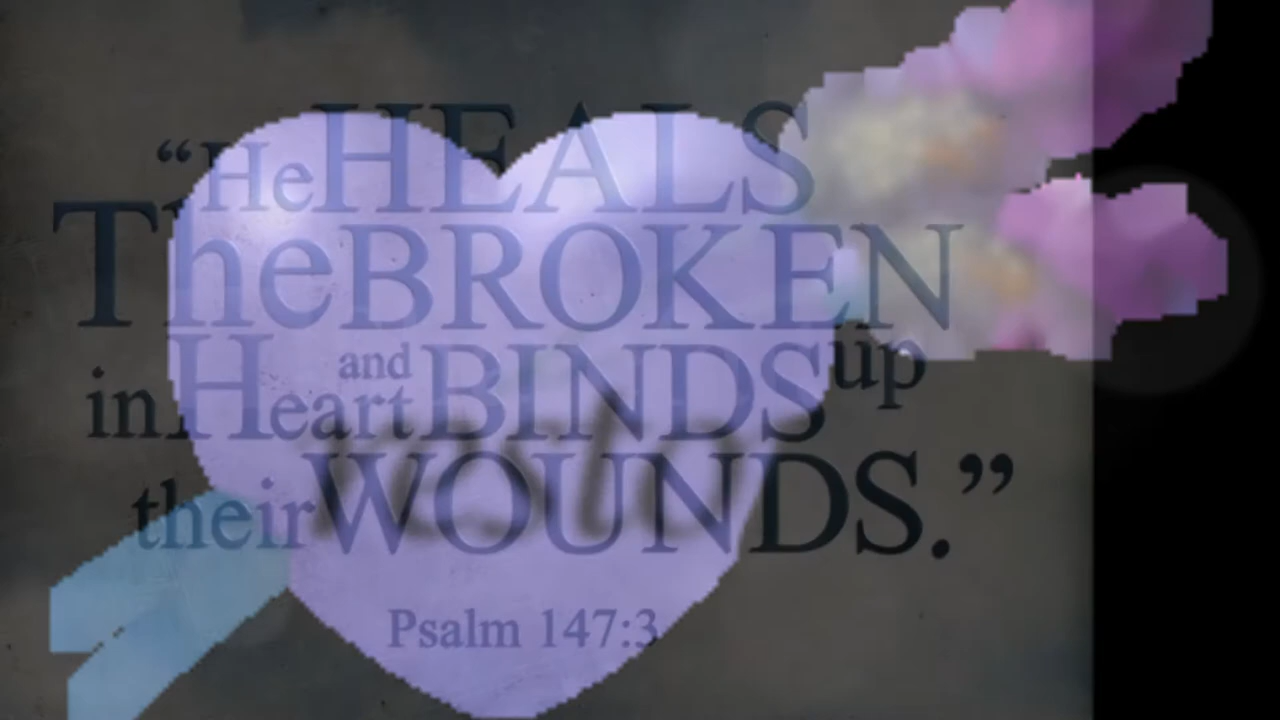 “He HEALS
The BROKEN
in Heart and BINDS up
their WOUNDS.”
Psalm 147:3